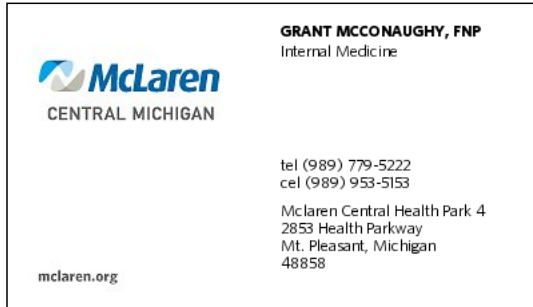 McLaren
CENTRAL MICHIGAN
mclaren.org
GRANT MCCONAUGHY, FNP
Internal Medicine
tel (989) 779-5222
cel (989) 953-5153
Mclaren Central Health Park 4
2853 Health Parkway
Mt. Pleasant, Michigan
48858